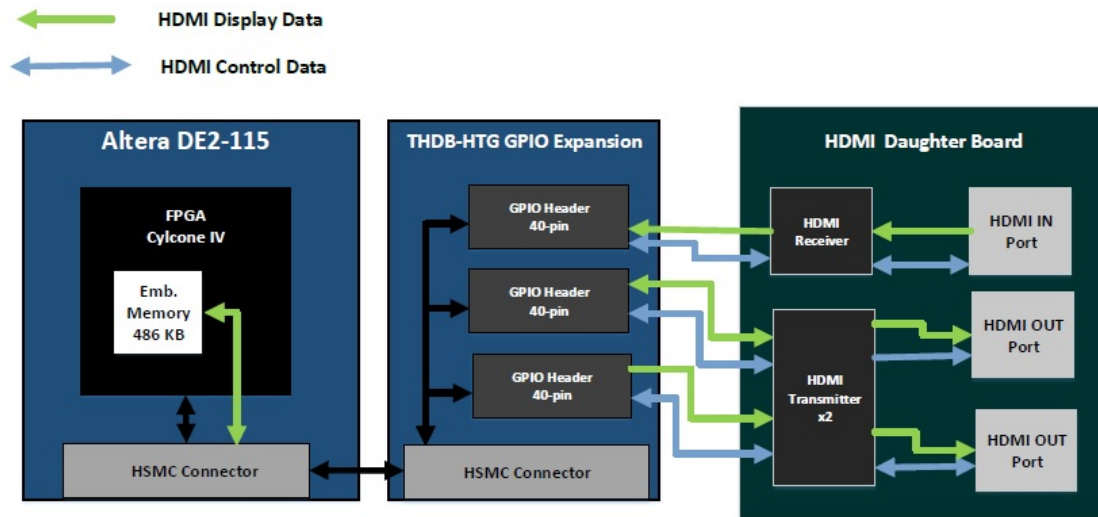 HDMI Display Data
HDMI Control Data
Altera DE2-115
FPGA
Cylcone IV
Emb.
Memory
486 KB
HSMC Connector
THDB-HTG GPIO Expansion
GPIO Header
40-pin
GPIO Header
40-pin
GPIO Header
40-pin
HSMC Connector
HDMI Daughter Board
HDMI
Receiver
HDMI IN
Port
HDMI
Transmitter
x2
HDMI OUT
Port
HDMI OUT
Port